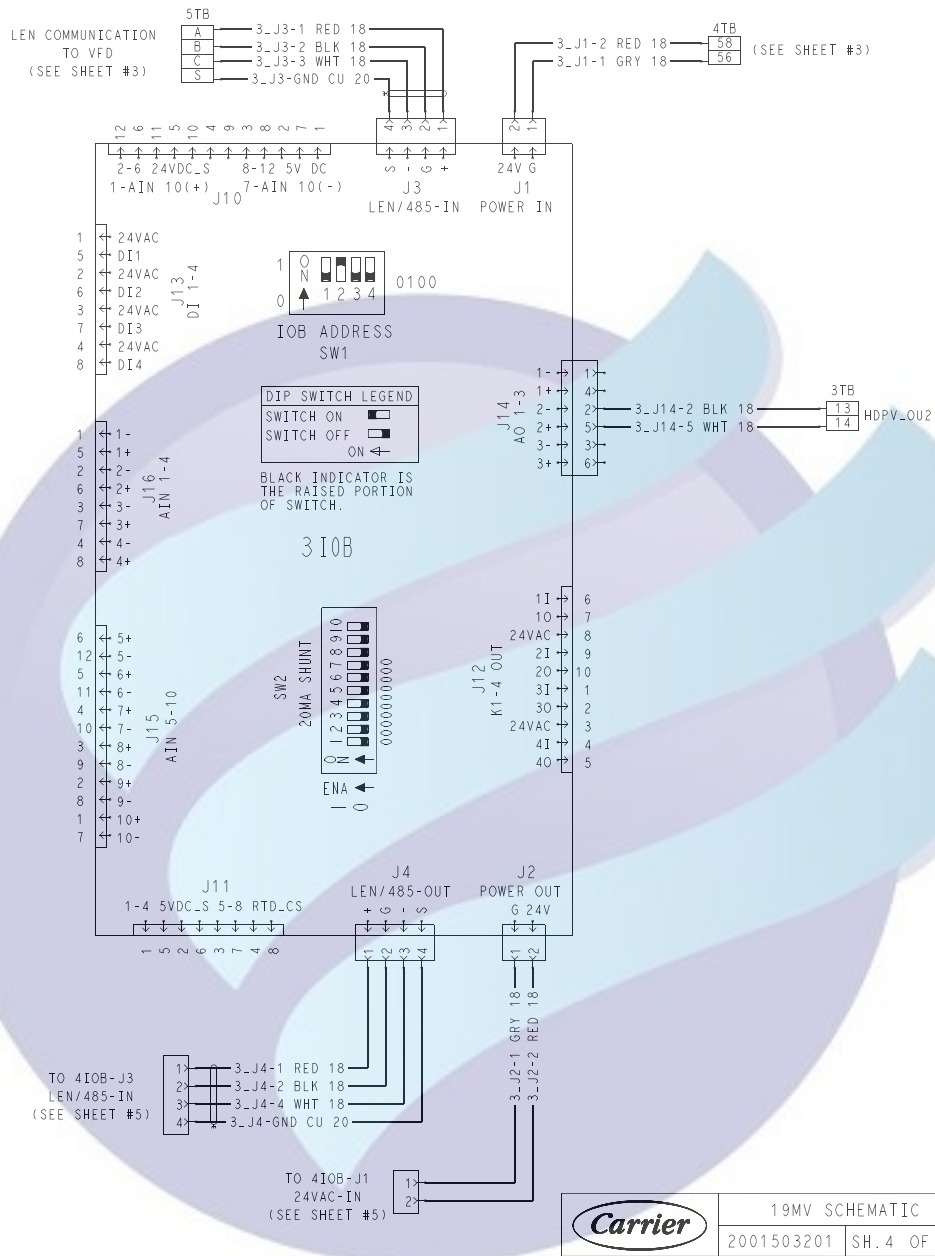 5TB
LEN COMMUNICATION
TO VFD
(SEE SHEET #3)
A 3_J3-1 RED 18
B 3_J3-2 BLK 18
C 3_J3-3 WHT 18
S 3_J3-GND CU 20
4TB
3_J1-2 RED 18 58
3_J1-1 GRY 18 56
(SEE SHEET #3)
12 6 11 5 10 4 9 3 8 2 7 1
4 3 2 1
2 1
2-6 24VDC_S 8-12 5V DC
1-AIN 10(+) 7-AIN 10(-)
J10
S - G +
J3
LEN/485-IN
24V G
J1
POWER IN
1 24VAC
5 DI1
2 24VAC
6 DI2
3 24VAC
7 DI3
4 24VAC
8 DI4
J13
DI 1-4
1 ON
0 1 2 3 4
0100
IOB ADDRESS
SW1
DIP SWITCH LEGEND
SWITCH ON
SWITCH OFF
ON
BLACK INDICATOR IS
THE RAISED PORTION
OF SWITCH.
J14
AO 1-3
1- 1
1+ 4
2- 2 3_J14-2 BLK 18
2+ 5 3_J14-5 WHT 18
3- 3
3+ 6
3TB
13
14
HDPV_OU2
1 1-
5 1+
2 2-
6 2+
3 3-
7 3+
4 4-
8 4+
J16
AIN 1-4
3IOB
6 5+
12 5-
5 6+
11 6-
4 7+
10 7-
3 8+
9 8-
2 9+
8 9-
1 10+
7 10-
J15
AIN 5-10
SW2
20MA SHUNT
ON 1 2 3 4 5 6 7 8 9 10
0000000000
ENA
1 0
J12
K1-4 OUT
1I 6
1O 7
24VAC 8
2I 9
2O 10
3I 1
3O 2
24VAC 3
4I 4
4O 5
J11
1-4 5VDC_S 5-8 RTD_CS
1 5 2 6 3 7 4 8
J4
LEN/485-OUT
+ G - S
1 2 3 4
J2
POWER OUT
G 24V
1 2
3_J2-1 GRY 18
3_J2-2 RED 18
TO 4IOB-J3
LEN/485-IN
(SEE SHEET #5)
1 3_J4-1 RED 18
2 3_J4-2 BLK 18
3 3_J4-4 WHT 18
4 3_J4-GND CU 20
TO 4IOB-J1
24VAC-IN
(SEE SHEET #5)
1
2
Carrier
19MV SCHEMATIC
2001503201 SH.4 OF